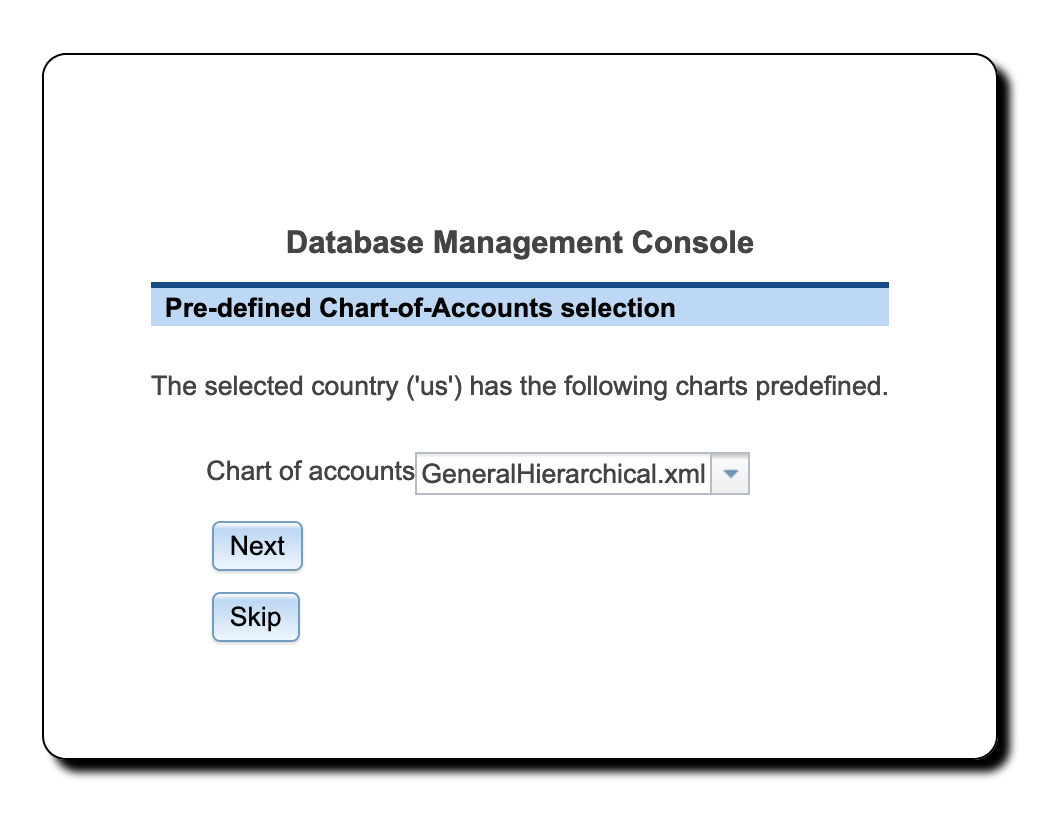 Database Management Console
Pre-defined Chart-of-Accounts selection
The selected country ('us') has the following charts predefined.
Chart of accounts GeneralHierarchical.xml
Next
Skip